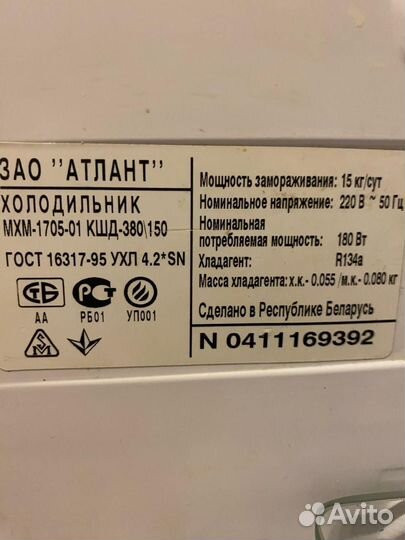 ЗАО "АТЛАНТ"
ХОЛОДИЛЬНИК
МХМ-1705-01 КШД-380\150
ГОСТ 16317-95 УХЛ 4.2*SN
АА
РБ01
УП001
Мощность замораживания: 15 кг/сут
Номинальное напряжение: 220 В ~ 50 Гц
Номинальная
потребляемая мощность: 180 Вт
Хладагент: R134a
Масса хладагента: х.к.- 0.055 /м.к.- 0.080 кг
Сделано в Республике Беларусь
N 0411169392
Avito